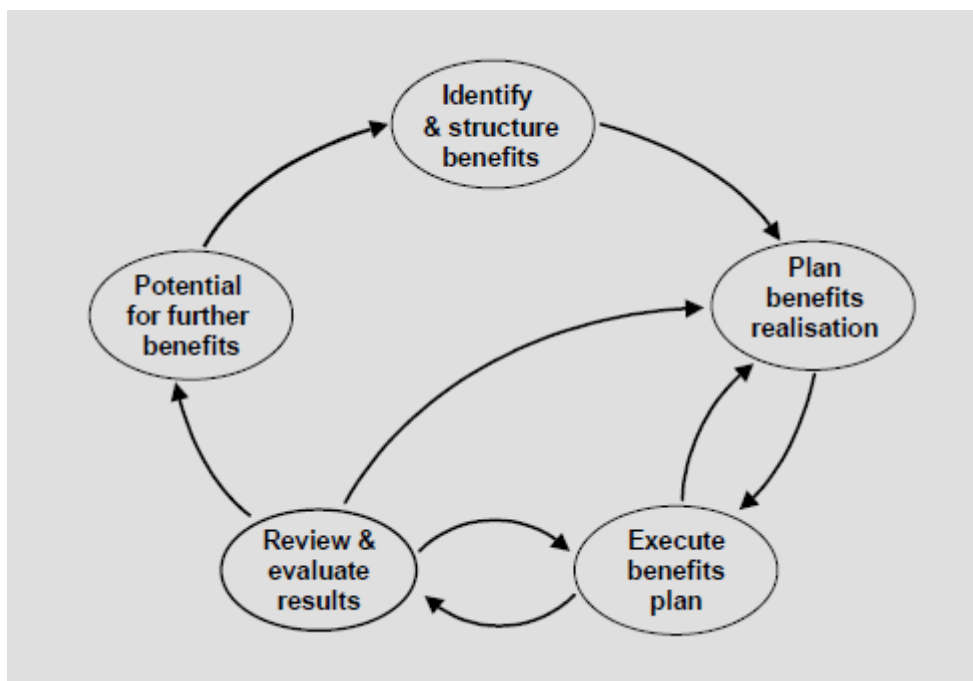 Identify
& structure
benefits
Plan
benefits
realisation
Potential
for further
benefits
Review &
evaluate
results
Execute
benefits
plan